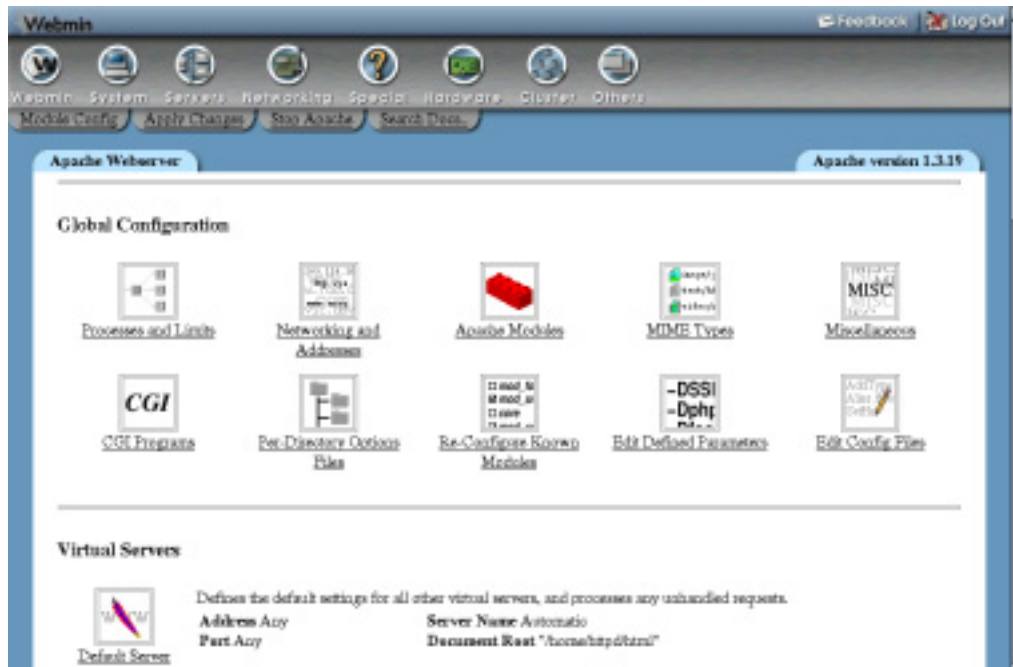 Webmin
Feedback Log Out
Webmin System Servers Networking Special Hardware Cluster Others
Module Config Apply Changes Stop Apache Search Docs..
Apache Webserver
Apache version 1.3.19
Global Configuration
Processes and Limits
Networking and
Addresses
Apache Modules
MIME Types
MISC
Miscellaneous
CGI
CGI Programs
Per-Directory Options
Files
Re-Configure Known
Modules
-DSSL
-Dphp
Edit Defined Parameters
Edit Config Files
Virtual Servers
Default Server
Defines the default settings for all other virtual servers, and processes any unhandled requests.
Address Any
Server Name Automatic
Port Any
Document Root "/home/httpd/html"